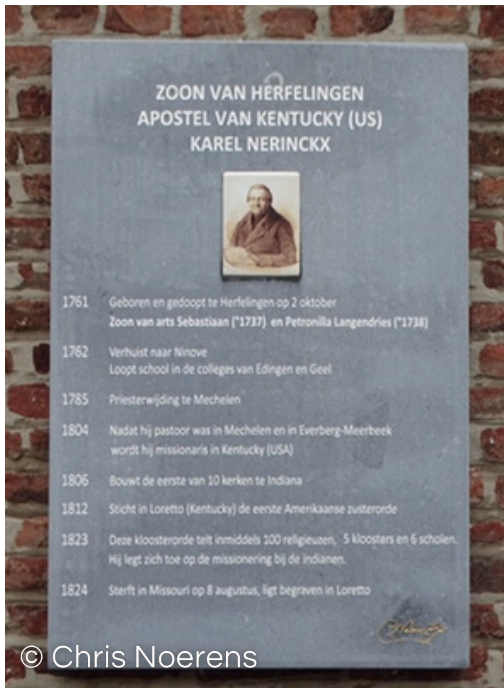 ZOON VAN HERFELINGEN
APOSTEL VAN KENTUCKY (US)
KAREL NERINCKX
1761 Geboren en gedoopt te Herfelingen op 2 oktober
Zoon van arts Sebastiaan (°1737) en Petronilla Langendries (°1738)
1762 Verhuist naar Ninove
Loopt school in de colleges van Edingen en Geel
1785 Priesterwijding te Mechelen
1804 Nadat hij pastoor was in Mechelen en in Everberg-Meerbeek
wordt hij missionaris in Kentucky (USA)
1806 Bouwt de eerste van 10 kerken te Indiana
1812 Sticht in Loretto (Kentucky) de eerste Amerikaanse zusterorde
1823 Deze kloosterorde telt inmiddels 100 religieuzen, 5 kloosters en 6 scholen.
Hij legt zich toe op de missionering bij de indianen.
1824 Sterft in Missouri op 8 augustus, ligt begraven in Loretto
© Chris Noerens